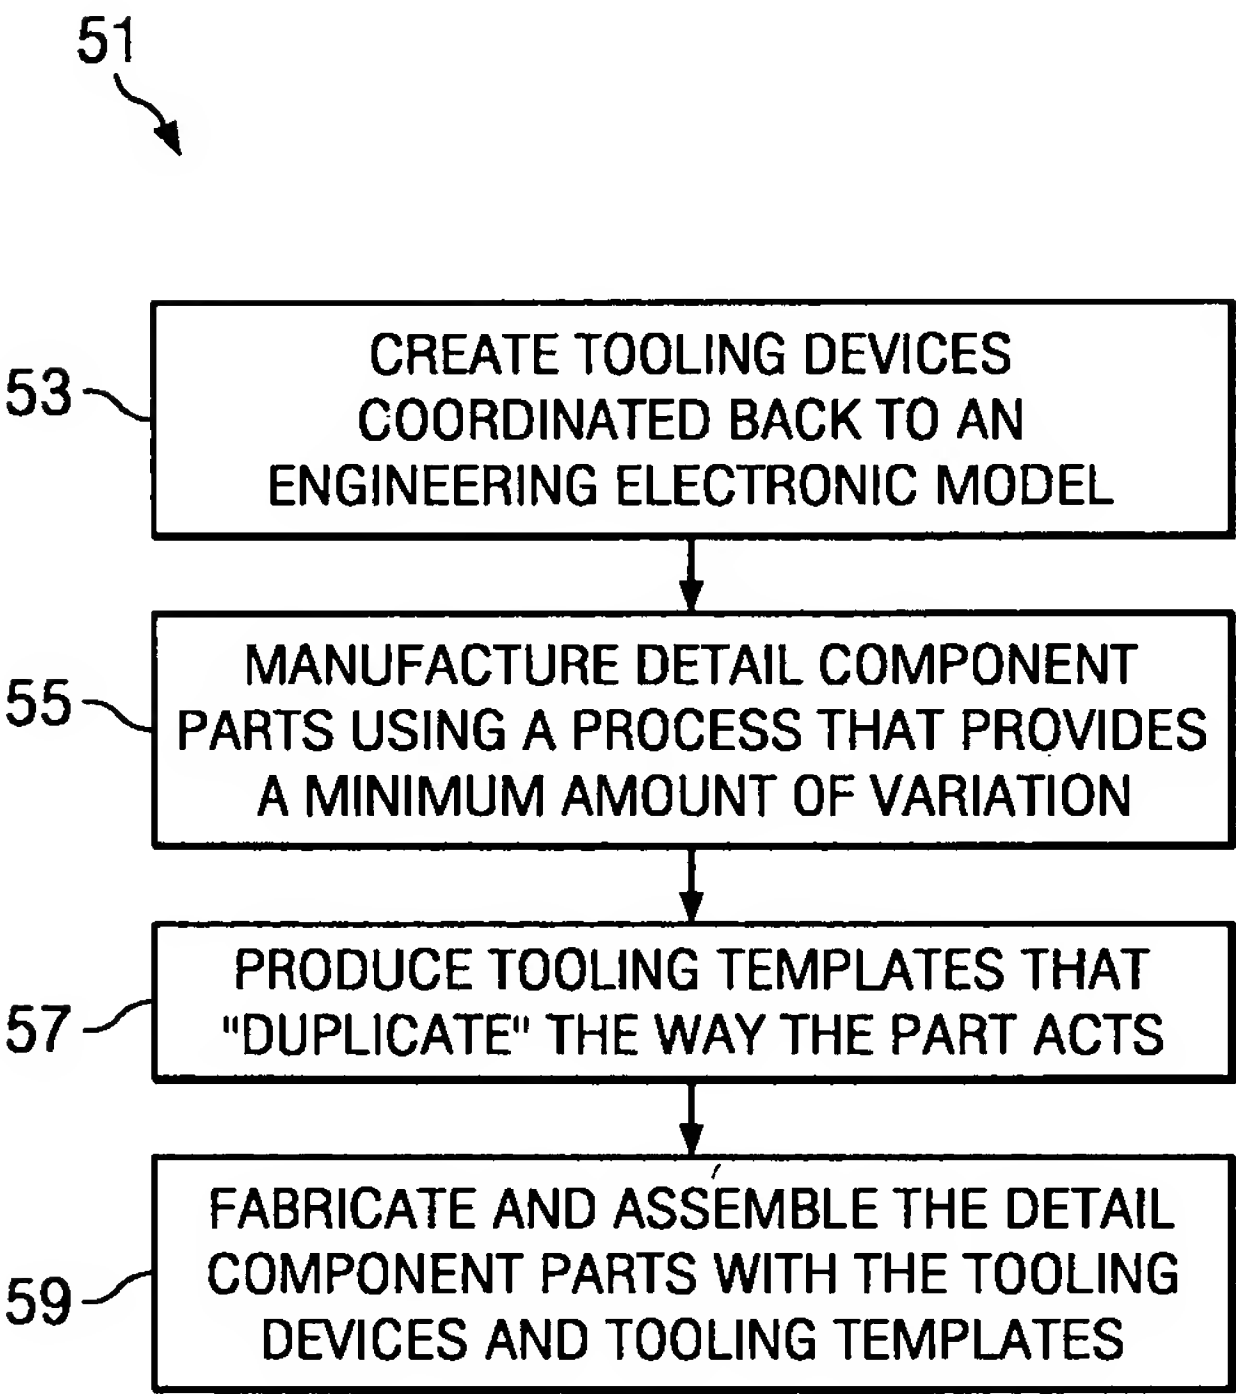 51
53
CREATE TOOLING DEVICES
COORDINATED BACK TO AN
ENGINEERING ELECTRONIC MODEL
55
MANUFACTURE DETAIL COMPONENT
PARTS USING A PROCESS THAT PROVIDES
A MINIMUM AMOUNT OF VARIATION
57
PRODUCE TOOLING TEMPLATES THAT
"DUPLICATE" THE WAY THE PART ACTS
59
FABRICATE AND ASSEMBLE THE DETAIL
COMPONENT PARTS WITH THE TOOLING
DEVICES AND TOOLING TEMPLATES